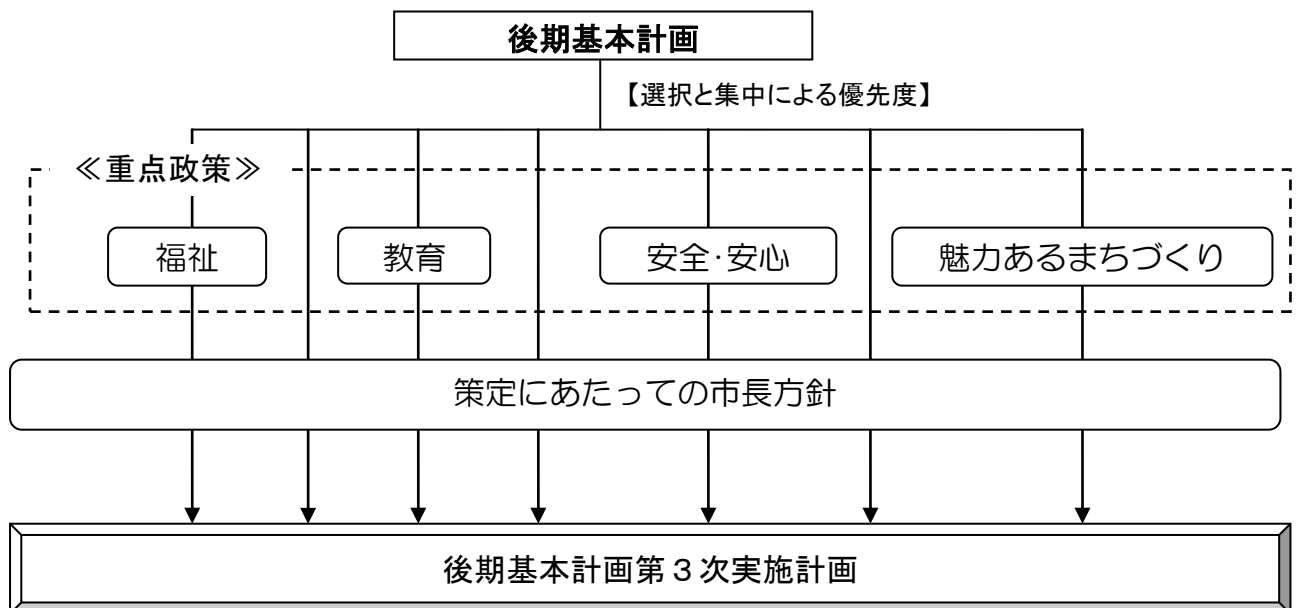 後期基本計画
【選択と集中による優先度】
≪重点政策≫
福祉
教育
安全・安心
魅力あるまちづくり
策定にあたっての市長方針
後期基本計画第３次実施計画